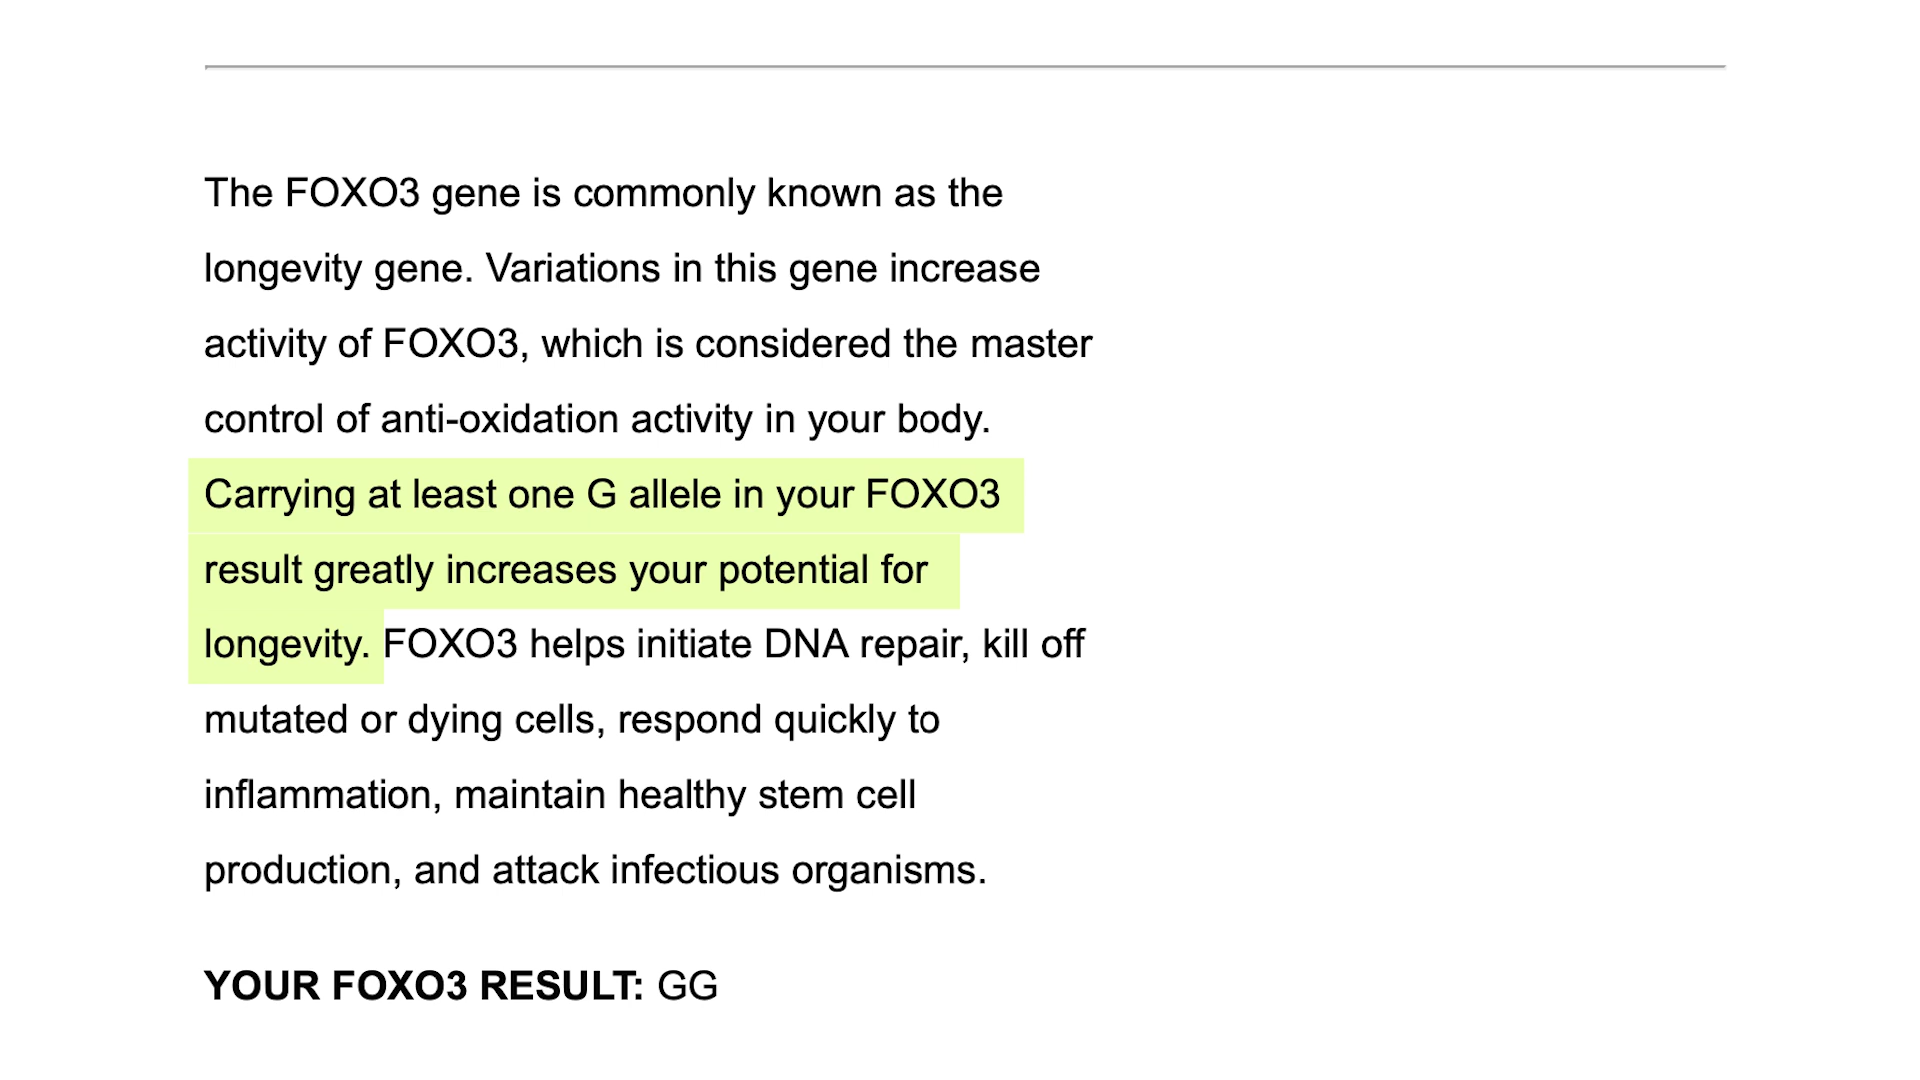 The FOXO3 gene is commonly known as the
longevity gene. Variations in this gene increase
activity of FOXO3, which is considered the master
control of anti-oxidation activity in your body.
Carrying at least one G allele in your FOXO3
result greatly increases your potential for
longevity. FOXO3 helps initiate DNA repair, kill off
mutated or dying cells, respond quickly to
inflammation, maintain healthy stem cell
production, and attack infectious organisms.
YOUR FOXO3 RESULT: GG